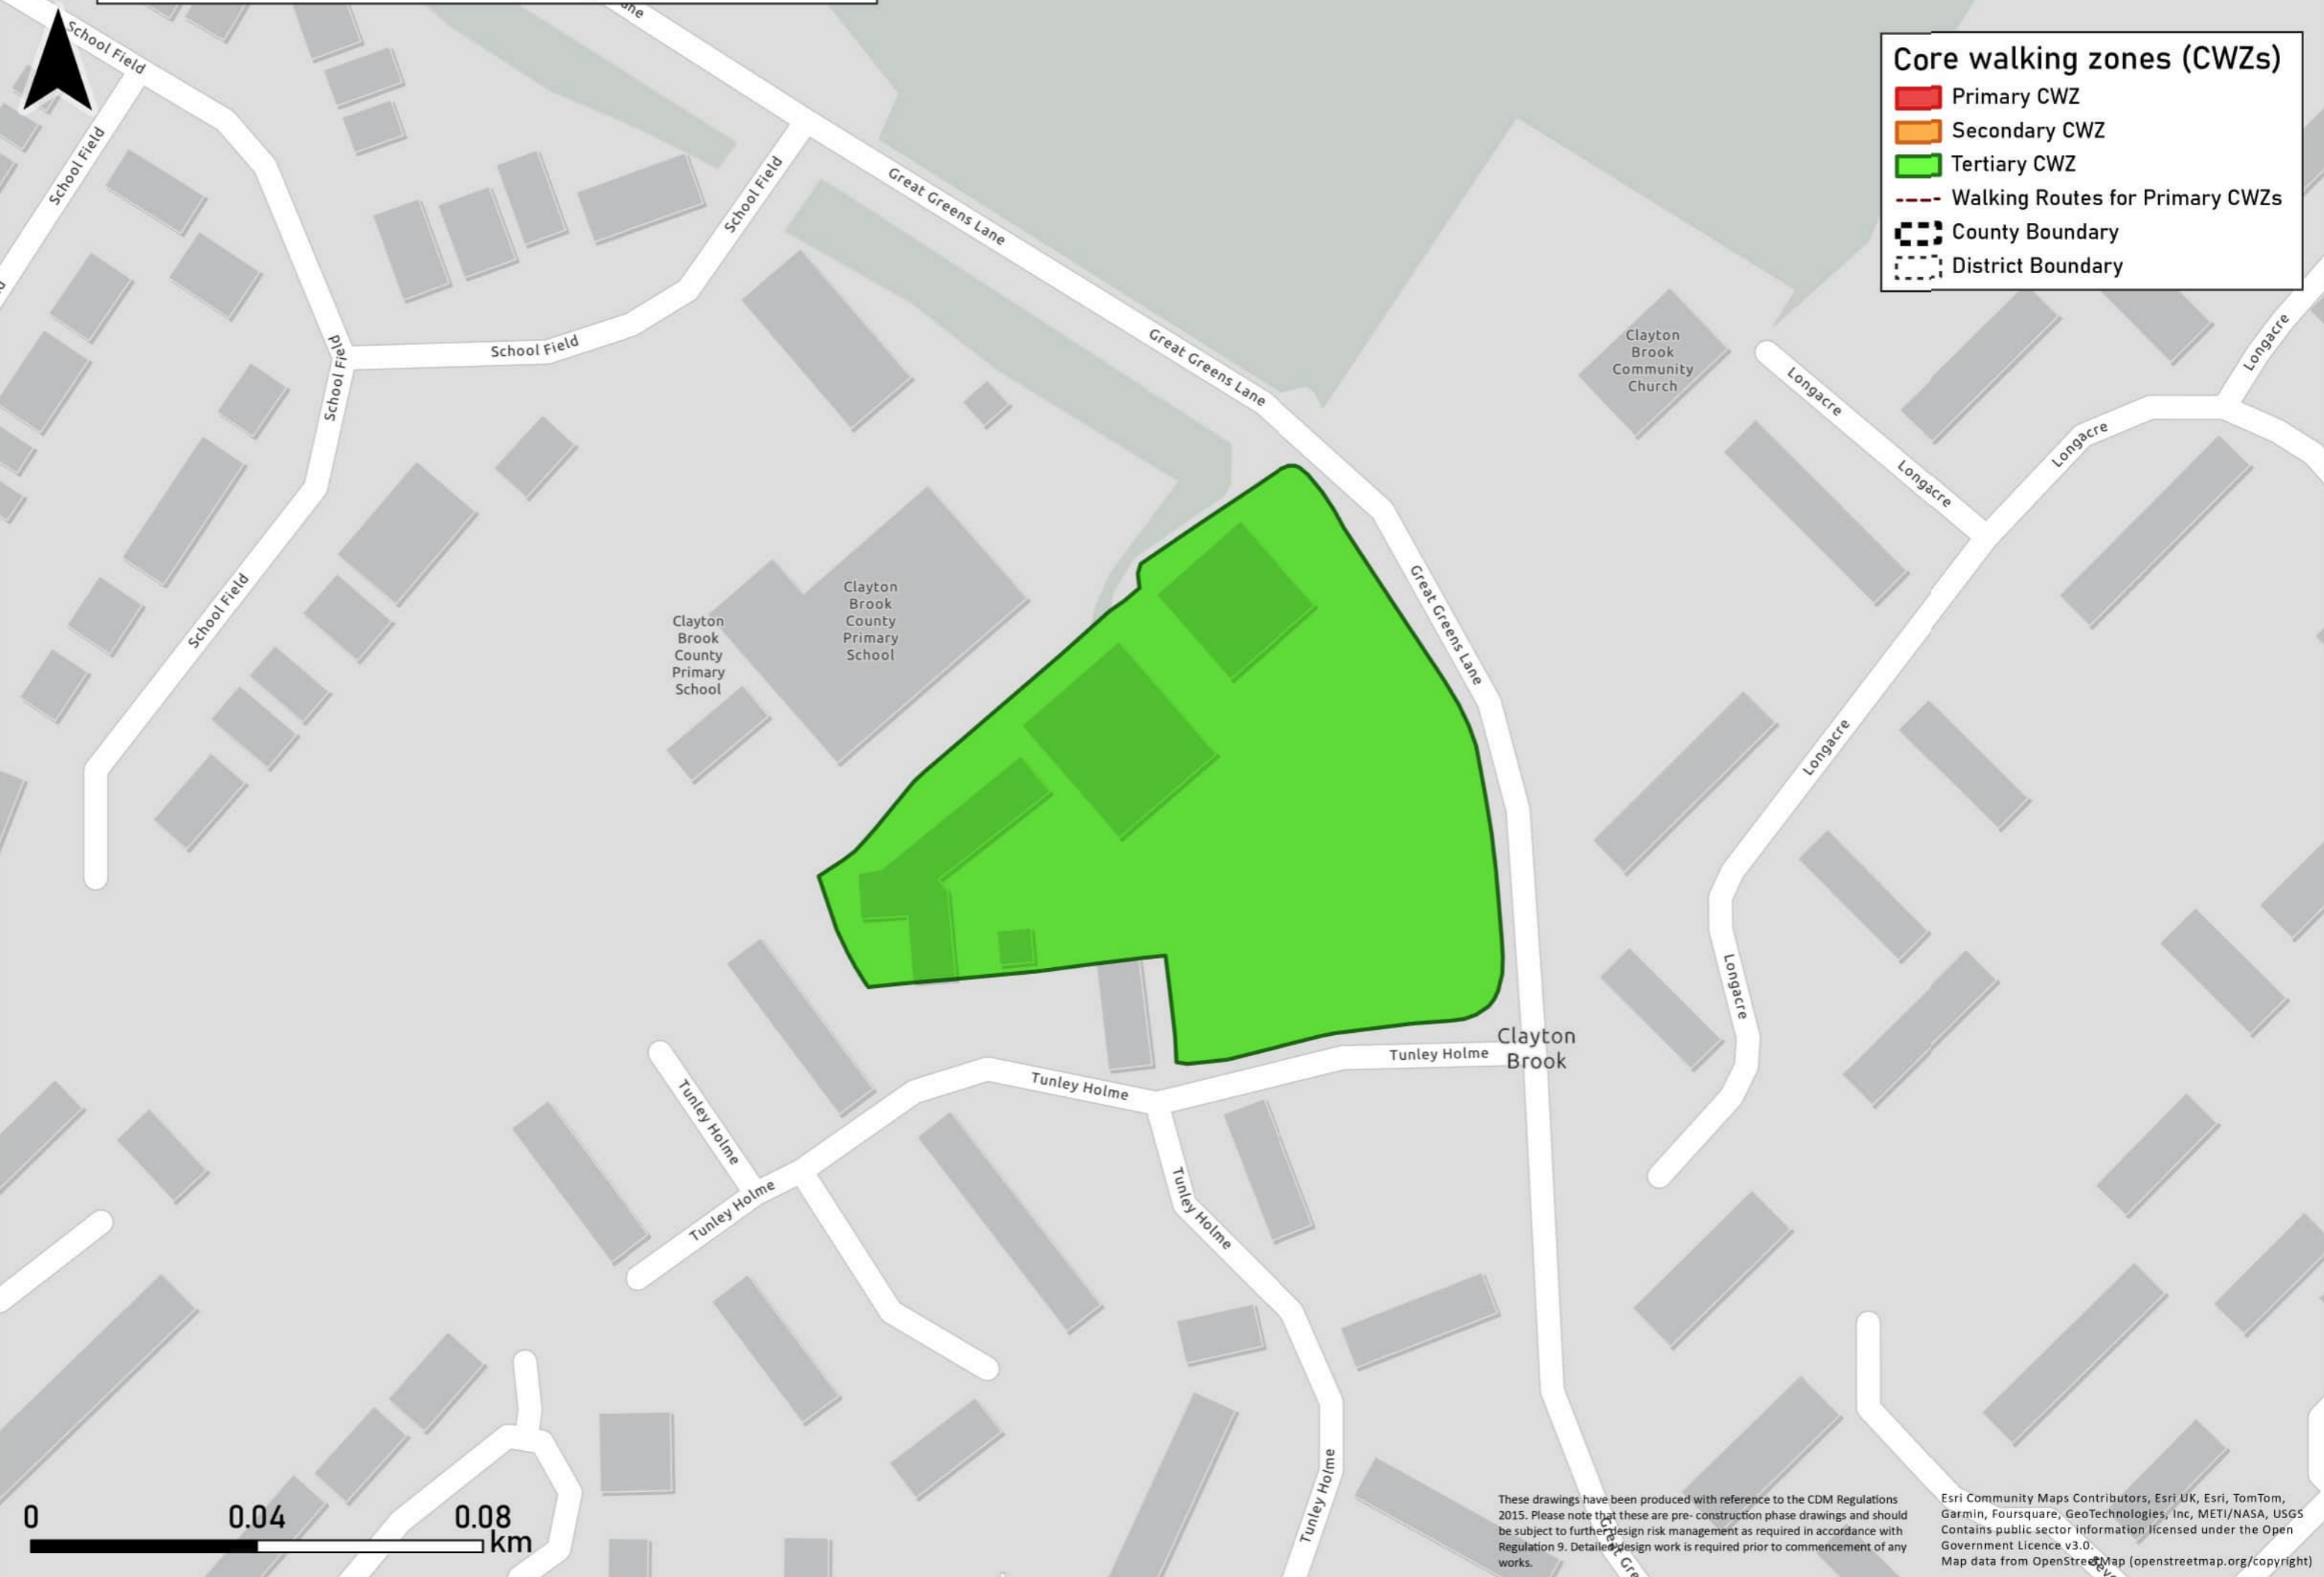 Core walking zones (CWZs)
Primary CWZ
Secondary CWZ
Tertiary CWZ
Walking Routes for Primary CWZs
County Boundary
District Boundary
School Field
School Field
School Field
School Field
School Field
School Field
School Field
Great Greens Lane
Great Greens Lane
Great Greens Lane
Clayton
Brook
Community
Church
Longacre
Longacre
Longacre
Longacre
Longacre
Longacre
Clayton
Brook
County
Primary
School
Clayton
Brook
County
Primary
School
Clayton
Brook
Tunley Holme
Tunley Holme
Tunley Holme
Tunley Holme
Tunley Holme
Tunley Holme
0 0.04 0.08
km
These drawings have been produced with reference to the CDM Regulations
2015. Please note that these are pre- construction phase drawings and should
be subject to further design risk management as required in accordance with
Regulation 9. Detailed design work is required prior to commencement of any
works.
Great Gre
Esri Community Maps Contributors, Esri UK, Esri, TomTom,
Garmin, Foursquare, GeoTechnologies, Inc, METI/NASA, USGS
Contains public sector information licensed under the Open
Government Licence v3.0.
Map data from OpenStreetMap (openstreetmap.org/copyright)